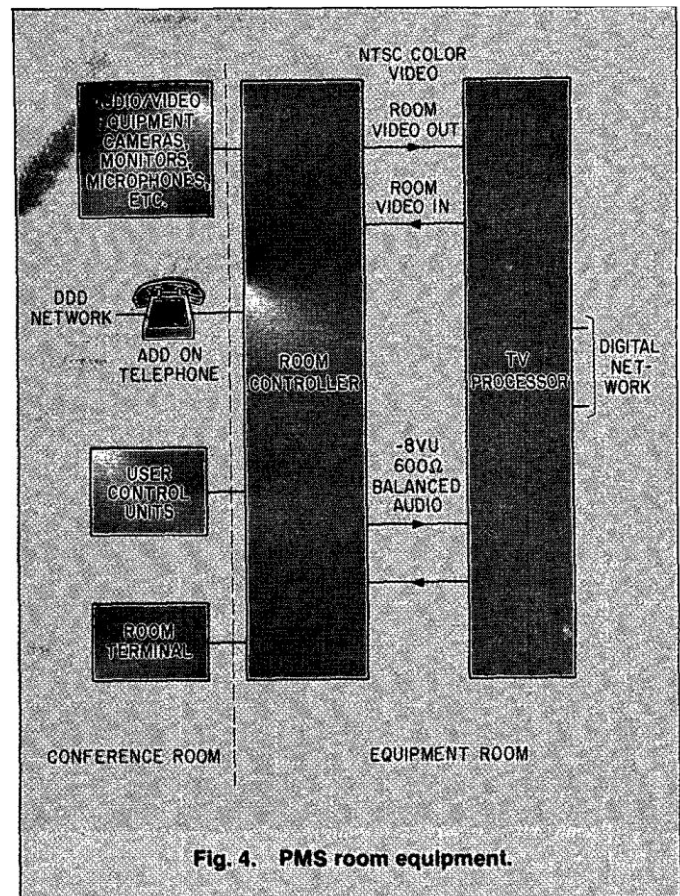 NTSC COLOR
VIDEO
AUDIO/VIDEO
EQUIPMENT
CAMERAS,
MONITORS,
MICROPHONES,
ETC.
ROOM
VIDEO OUT
ROOM
VIDEO IN
DDD
NETWORK
ADD ON
TELEPHONE
ROOM
CONTROLLER
TV
PROCESSOR
DIGITAL
NET-
WORK
-8VU
600Ω
BALANCED
AUDIO
USER
CONTROL
UNITS
ROOM
TERMINAL
CONFERENCE ROOM
EQUIPMENT ROOM
Fig. 4. PMS room equipment.